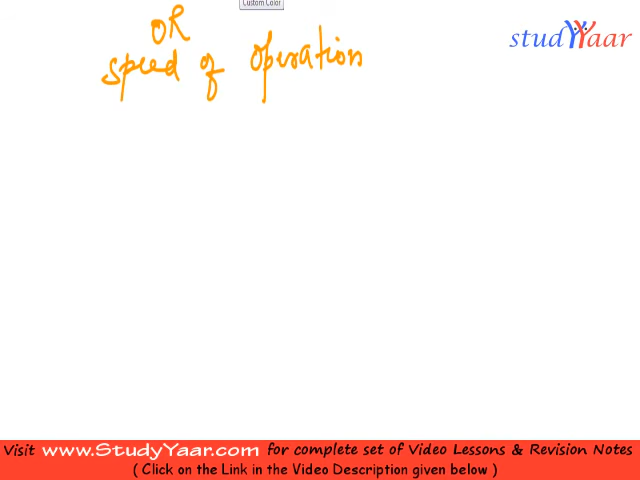 Custom Color
OR
studYYaar
speed of operation
Visit www.StudyYaar.com for complete set of Video Lessons & Revision Notes
( Click on the Link in the Video Description given below )